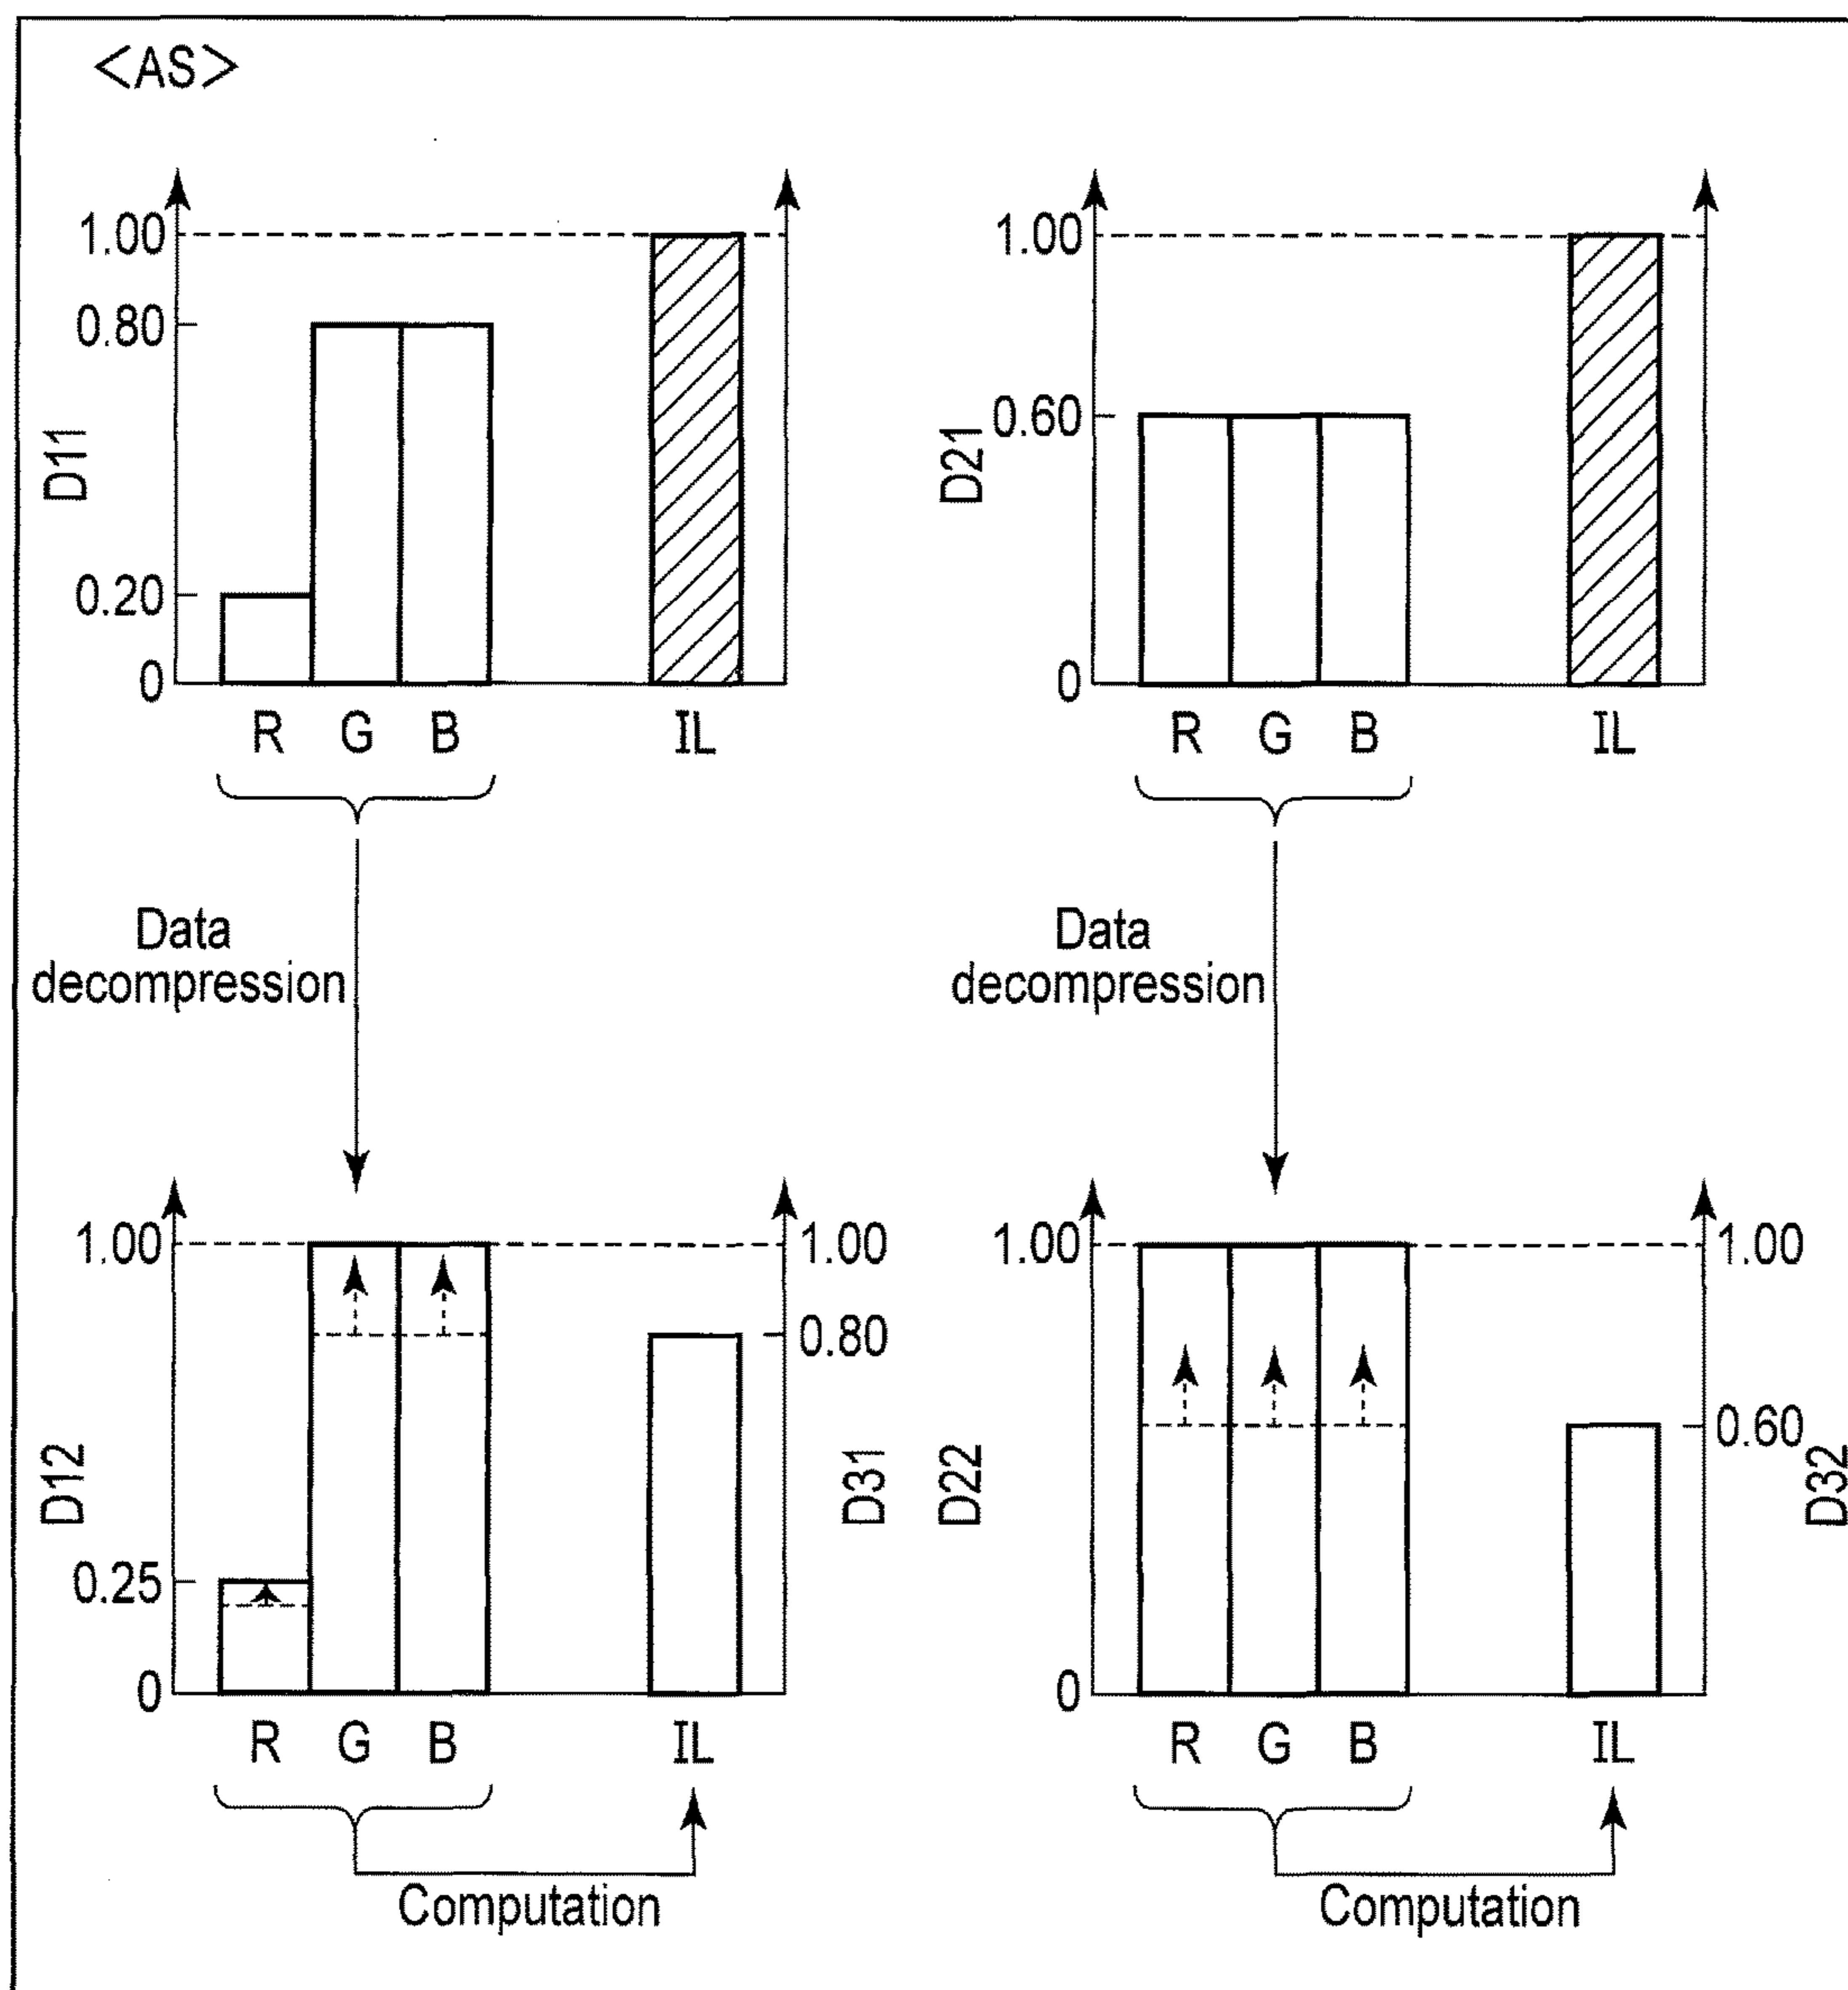 <AS>
1.00
0.80
D11
0.20
0
R G B IL
1.00
0.60
D21
0
R G B IL
Data
decompression
Data
decompression
1.00
D12
0.25
0
1.00
0.80
D31
R G B IL
Computation
1.00
D22
0
1.00
0.60
D32
R G B IL
Computation